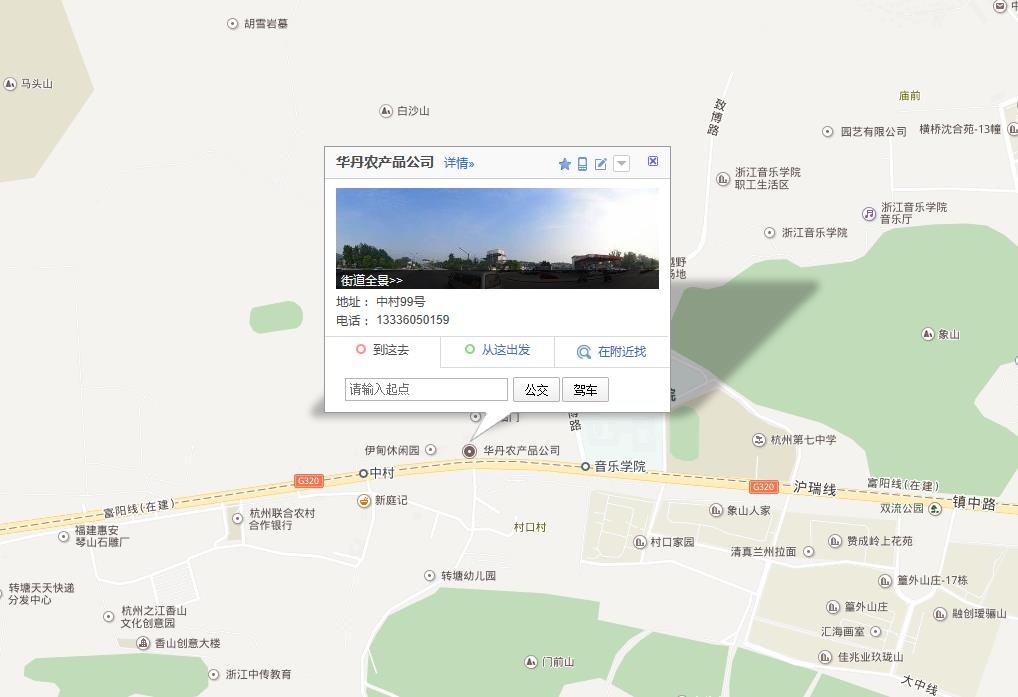 胡雪岩墓
中
马头山
庙前
致博路
白沙山
园艺有限公司
横桥沈合苑-13幢
华丹农产品公司 详情»
浙江音乐学院
职工生活区
浙江音乐学院
音乐厅
浙江音乐学院
越野
场地
街道全景>>
地址： 中村99号
电话： 13336050159
象山
到这去
从这出发
在附近找
请输入起点
公交
驾车
院
博路
伊甸休闲园
华丹农产品公司
杭州第七中学
中村
音乐学院
G320
G320
沪瑞线
富阳线(在建)
镇中路
富阳线(在建)
新庭记
双流公园
象山人家
杭州联合农村
合作银行
村口村
福建惠安
琴山石雕厂
村口家园
清真兰州拉面
赞成岭上花苑
转塘天天快递
分发中心
转塘幼儿园
篁外山庄-17栋
杭州之江香山
文化创意园
篁外山庄
融创瑷骊山
汇海画室
香山创意大楼
门前山
佳兆业玖珑山
浙江中传教育
大中线